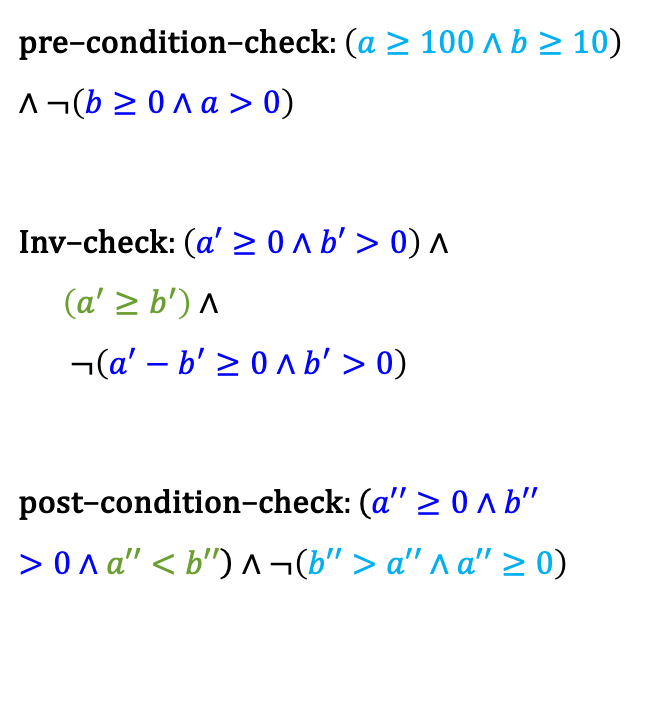 pre–condition–check: (a ≥ 100 ∧ b ≥ 10)
∧ ¬(b ≥ 0 ∧ a > 0)
Inv–check: (a′ ≥ 0 ∧ b′ > 0) ∧
(a′ ≥ b′) ∧
¬(a′ − b′ ≥ 0 ∧ b′ > 0)
post–condition–check: (a′′ ≥ 0 ∧ b′′
> 0 ∧ a′′ < b′′) ∧ ¬(b′′ > a′′ ∧ a′′ ≥ 0)